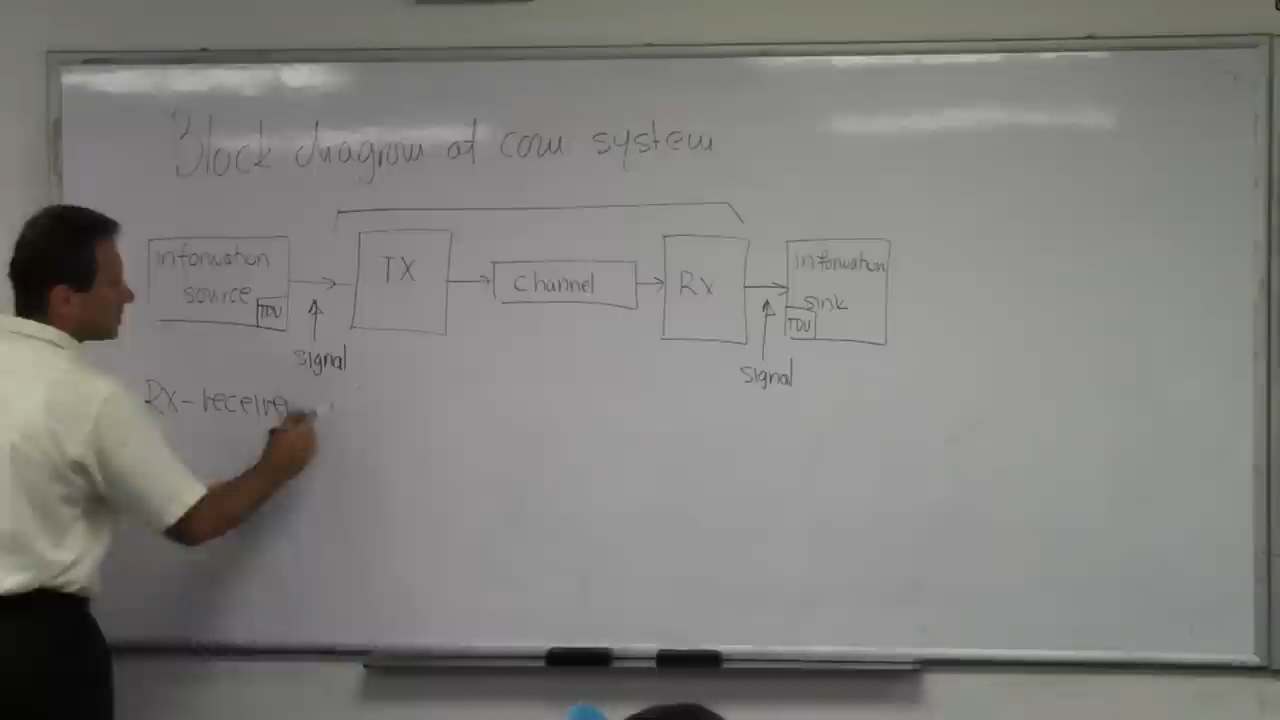 Block diagram of com system
information
source
TDU
TX
Channel
Rx
information
sink
TDU
signal
signal
Rx-receive